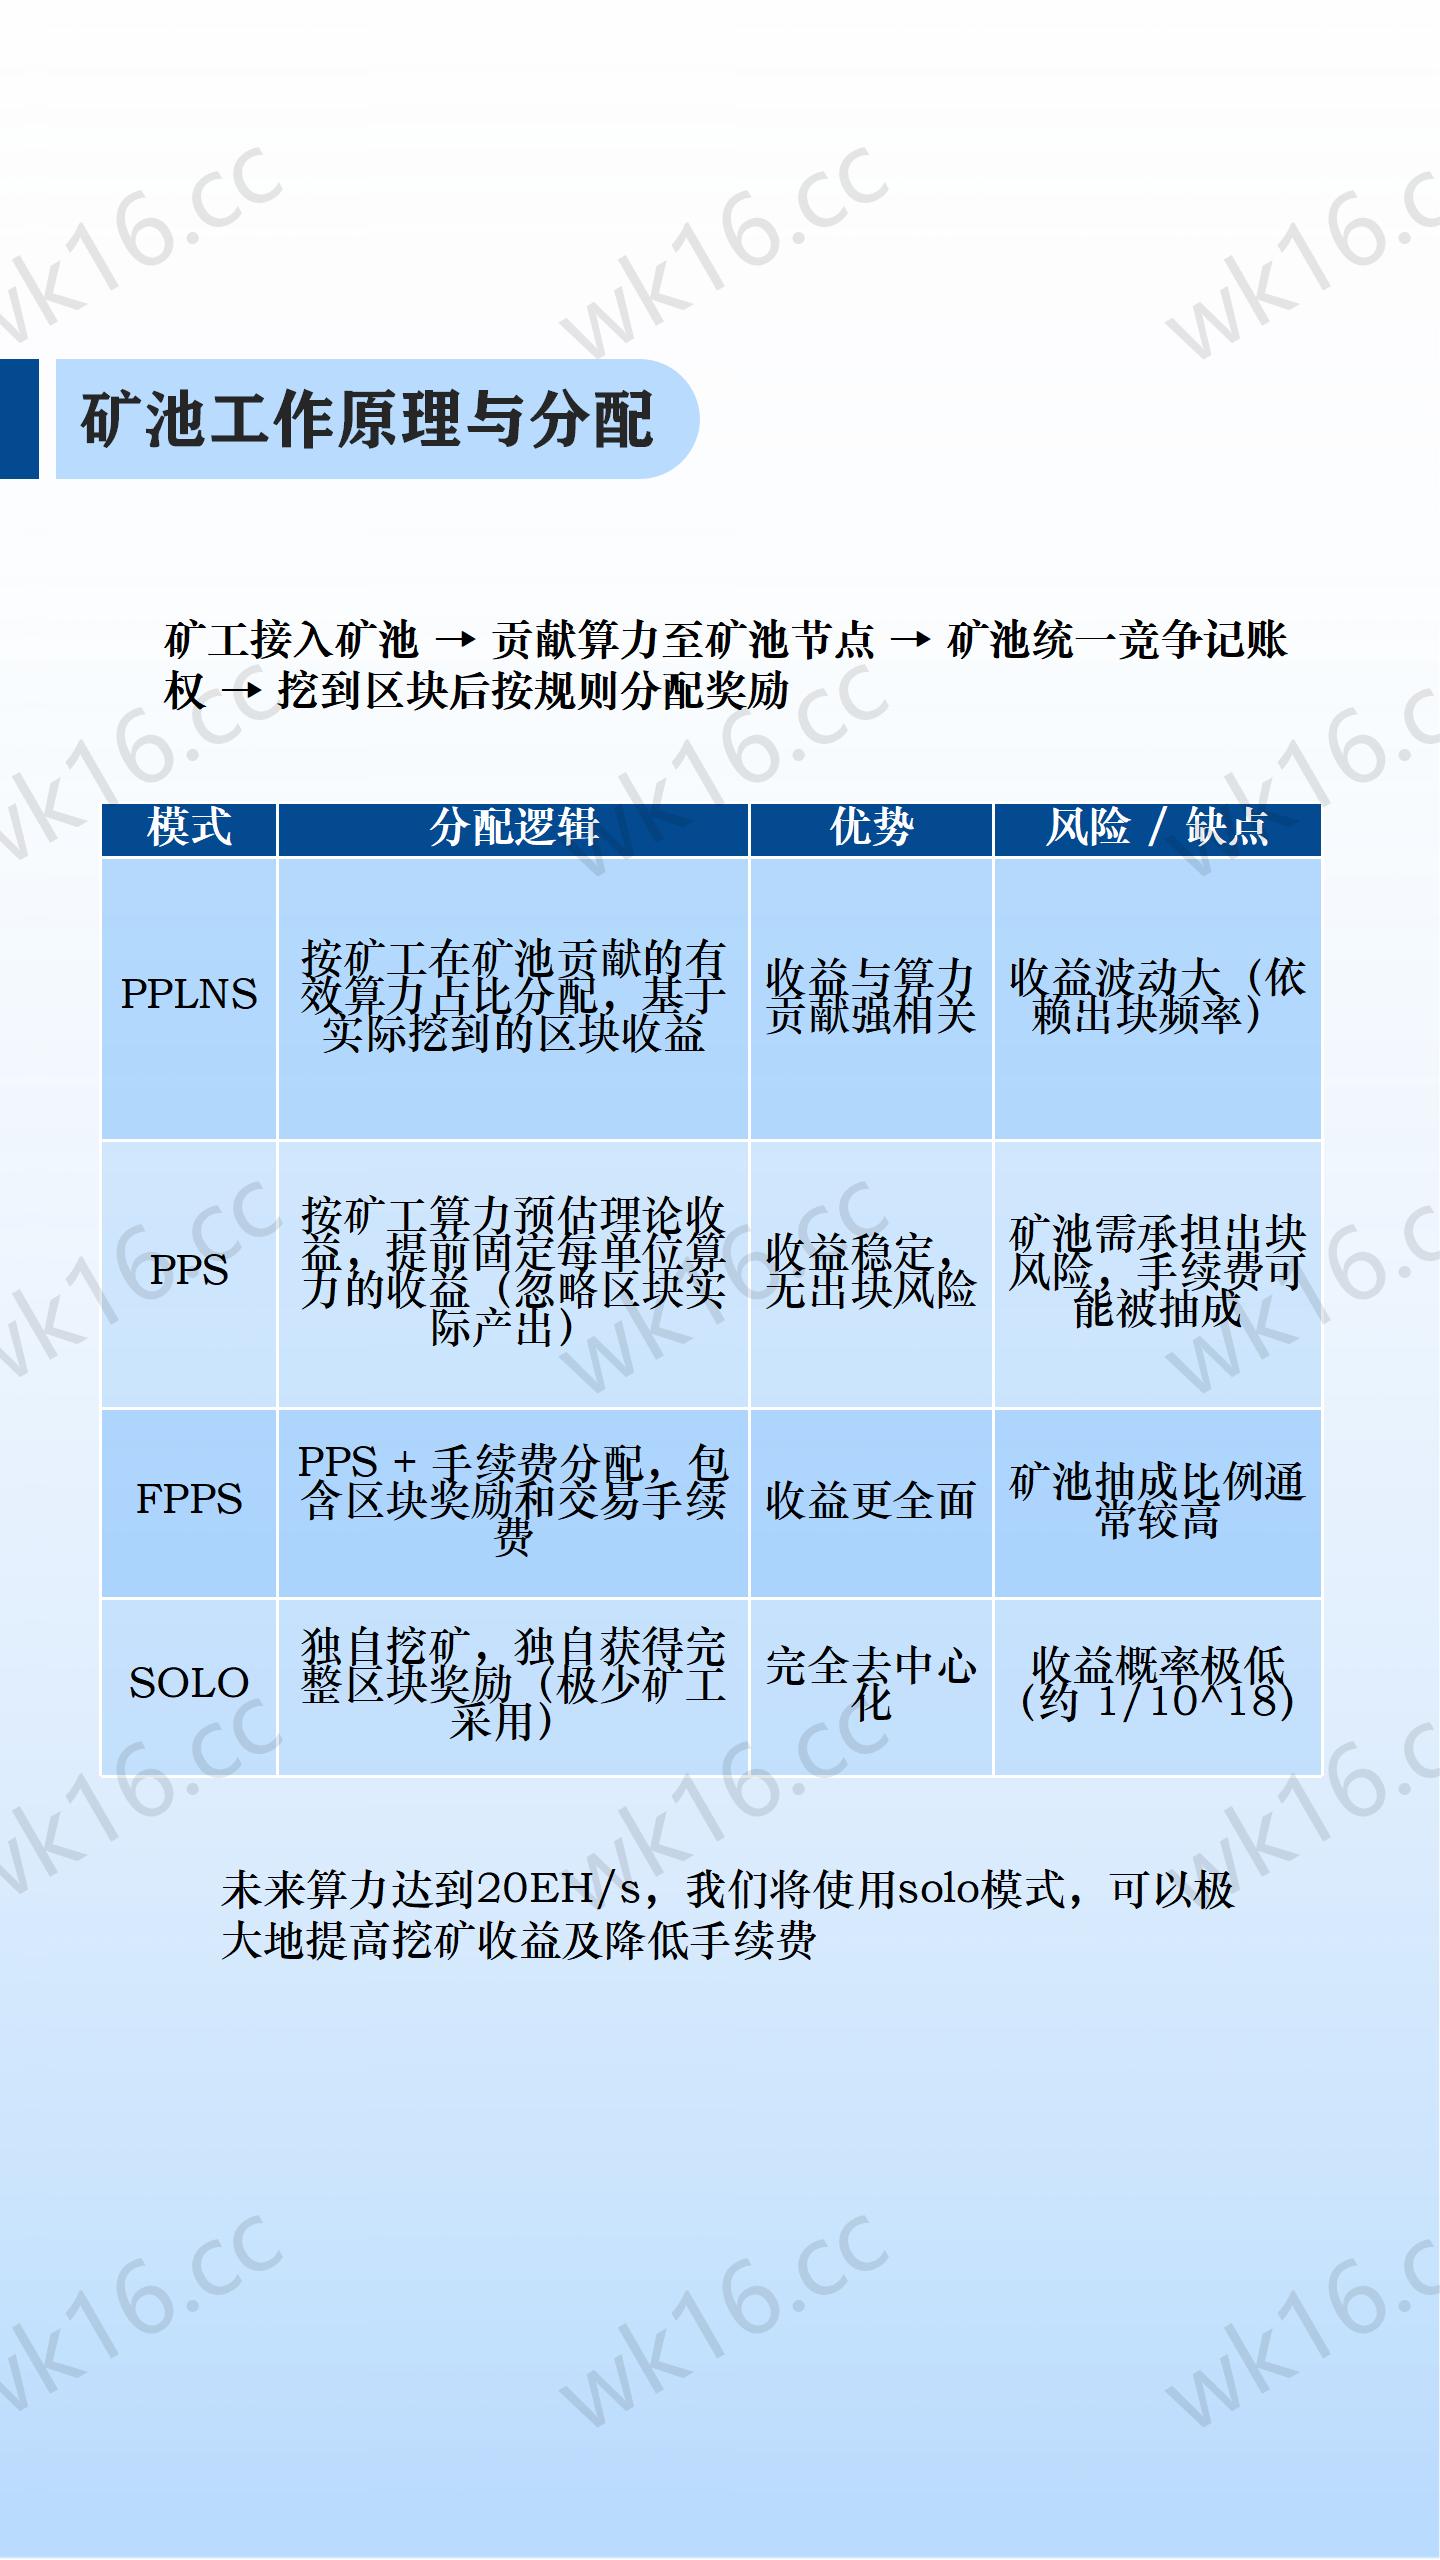 wk16.cc wk16.cc wk16.c
矿池工作原理与分配
矿工接入矿池 → 贡献算力至矿池节点 → 矿池统一竞争记账
权 → 挖到区块后按规则分配奖励
wk16.cc wk16.cc wk16.c
模式 分配逻辑 优势 风险 / 缺点
PPLNS
按矿工在矿池贡献的有
效算力占比分配，基于
实际挖到的区块收益
收益与算力
贡献强相关
收益波动大（依
赖出块频率）
PPS
按矿工算力预估理论收
益，提前固定每单位算
力的收益（忽略区块实
际产出）
收益稳定，
无出块风险
矿池需承担出块
风险，手续费可
能被抽成
wk16.cc wk16.cc wk16.c
FPPS
PPS + 手续费分配，包
含区块奖励和交易手续
费
收益更全面
矿池抽成比例通
常较高
SOLO
独自挖矿，独自获得完
整区块奖励（极少矿工
采用）
完全去中心
化
收益概率极低
（约 1/10^18）
wk16.cc wk16.cc wk16.c
未来算力达到20EH/s，我们将使用solo模式，可以极
大地提高挖矿收益及降低手续费
wk16.cc wk16.cc wk16.c